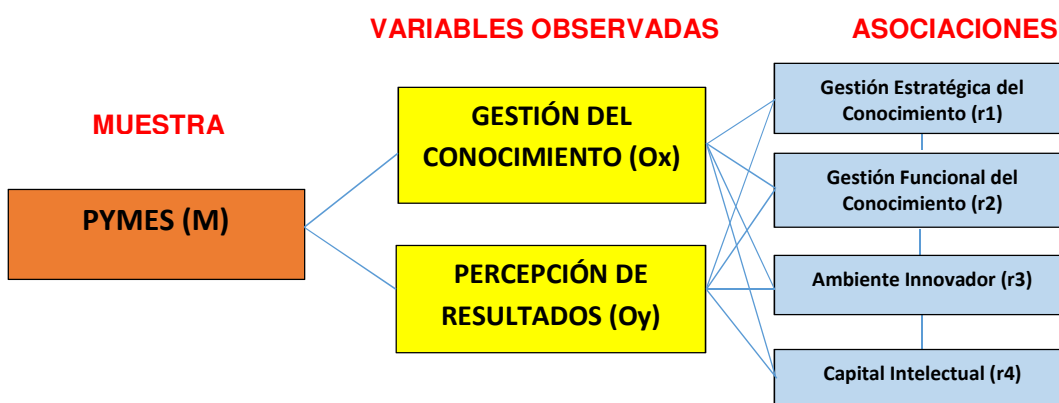 VARIABLES OBSERVADAS
ASOCIACIONES
MUESTRA
PYMES (M)
GESTIÓN DEL
CONOCIMIENTO (Ox)
PERCEPCIÓN DE
RESULTADOS (Oy)
Gestión Estratégica del
Conocimiento (r1)
Gestión Funcional del
Conocimiento (r2)
Ambiente Innovador (r3)
Capital Intelectual (r4)